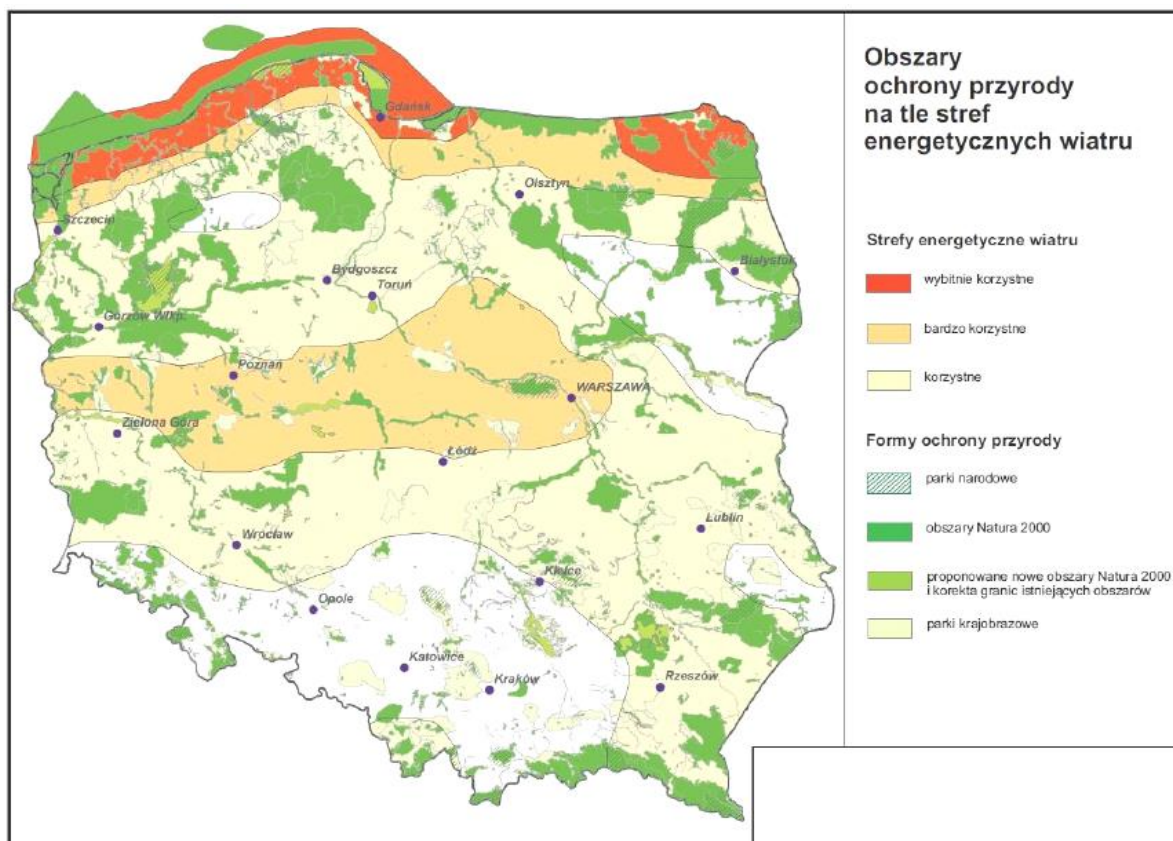 Obszary
ochrony przyrody
na tle stref
energetycznych wiatru
Strefy energetyczne wiatru
wybitnie korzystne
bardzo korzystne
korzystne
Formy ochrony przyrody
parki narodowe
obszary Natura 2000
proponowane nowe obszary Natura 2000
i korekta granic istniejących obszarów
parki krajobrazowe
Gdańsk
Olsztyn
Szczecin
Białystok
Bydgoszcz
Toruń
Gorzów Wlkp.
Poznań
WARSZAWA
Zielona Góra
Łódź
Lublin
Wrocław
Kielce
Opole
Katowice
Kraków
Rzeszów